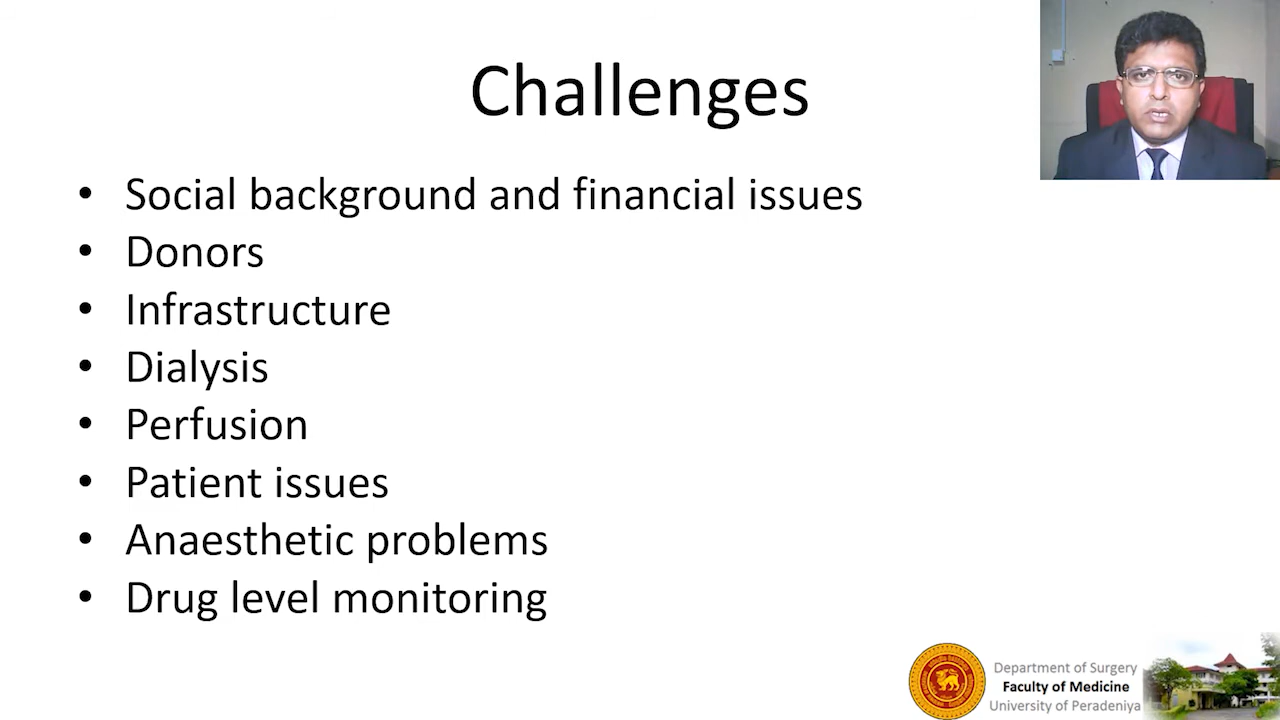 Challenges
• Social background and financial issues
• Donors
• Infrastructure
• Dialysis
• Perfusion
• Patient issues
• Anaesthetic problems
• Drug level monitoring
Department of Surgery
Faculty of Medicine
University of Peradeniya